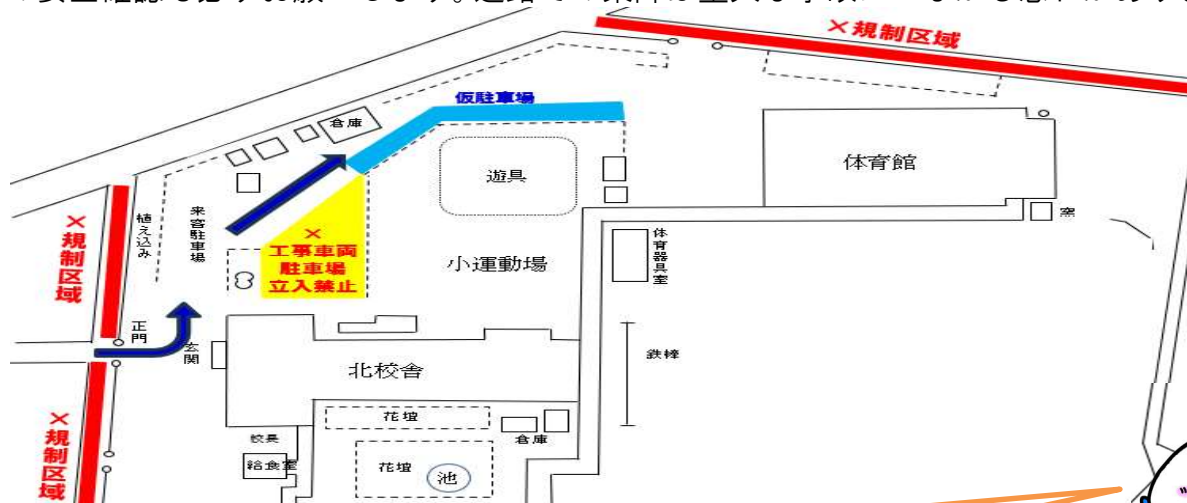 ×規制区域
仮駐車場
倉庫
遊具
体育館
窯
植え込み
来客駐車場
×規制区域
×
工事車両
駐車場
立入禁止
小運動場
体育器具室
正門
玄関
鉄棒
北校舎
×規制区域
花壇
倉庫
給食室
花壇
池